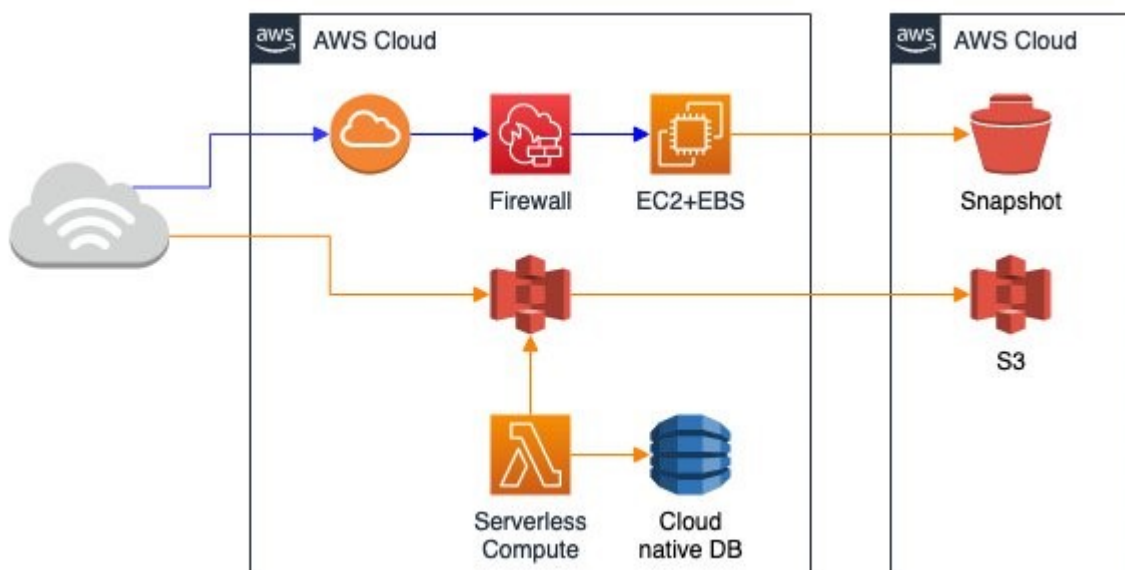 aws
AWS Cloud
aws
AWS Cloud
Firewall
EC2+EBS
Snapshot
S3
Serverless
Compute
Cloud
native DB